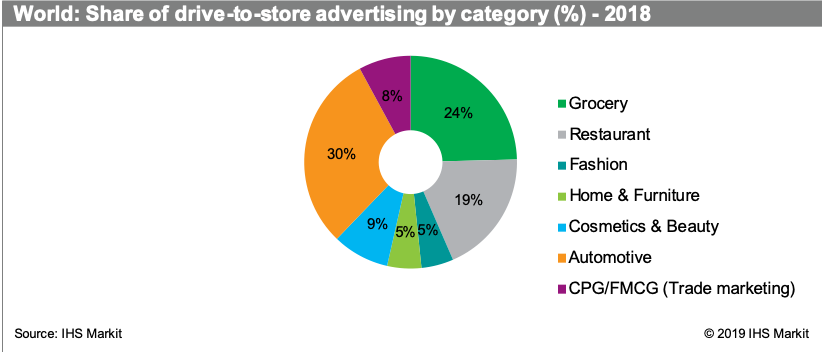 World: Share of drive-to-store advertising by category (%) - 2018
8%
24%
30%
19%
9%
5%
5%
Grocery
Restaurant
Fashion
Home & Furniture
Cosmetics & Beauty
Automotive
CPG/FMCG (Trade marketing)
Source: IHS Markit
© 2019 IHS Markit